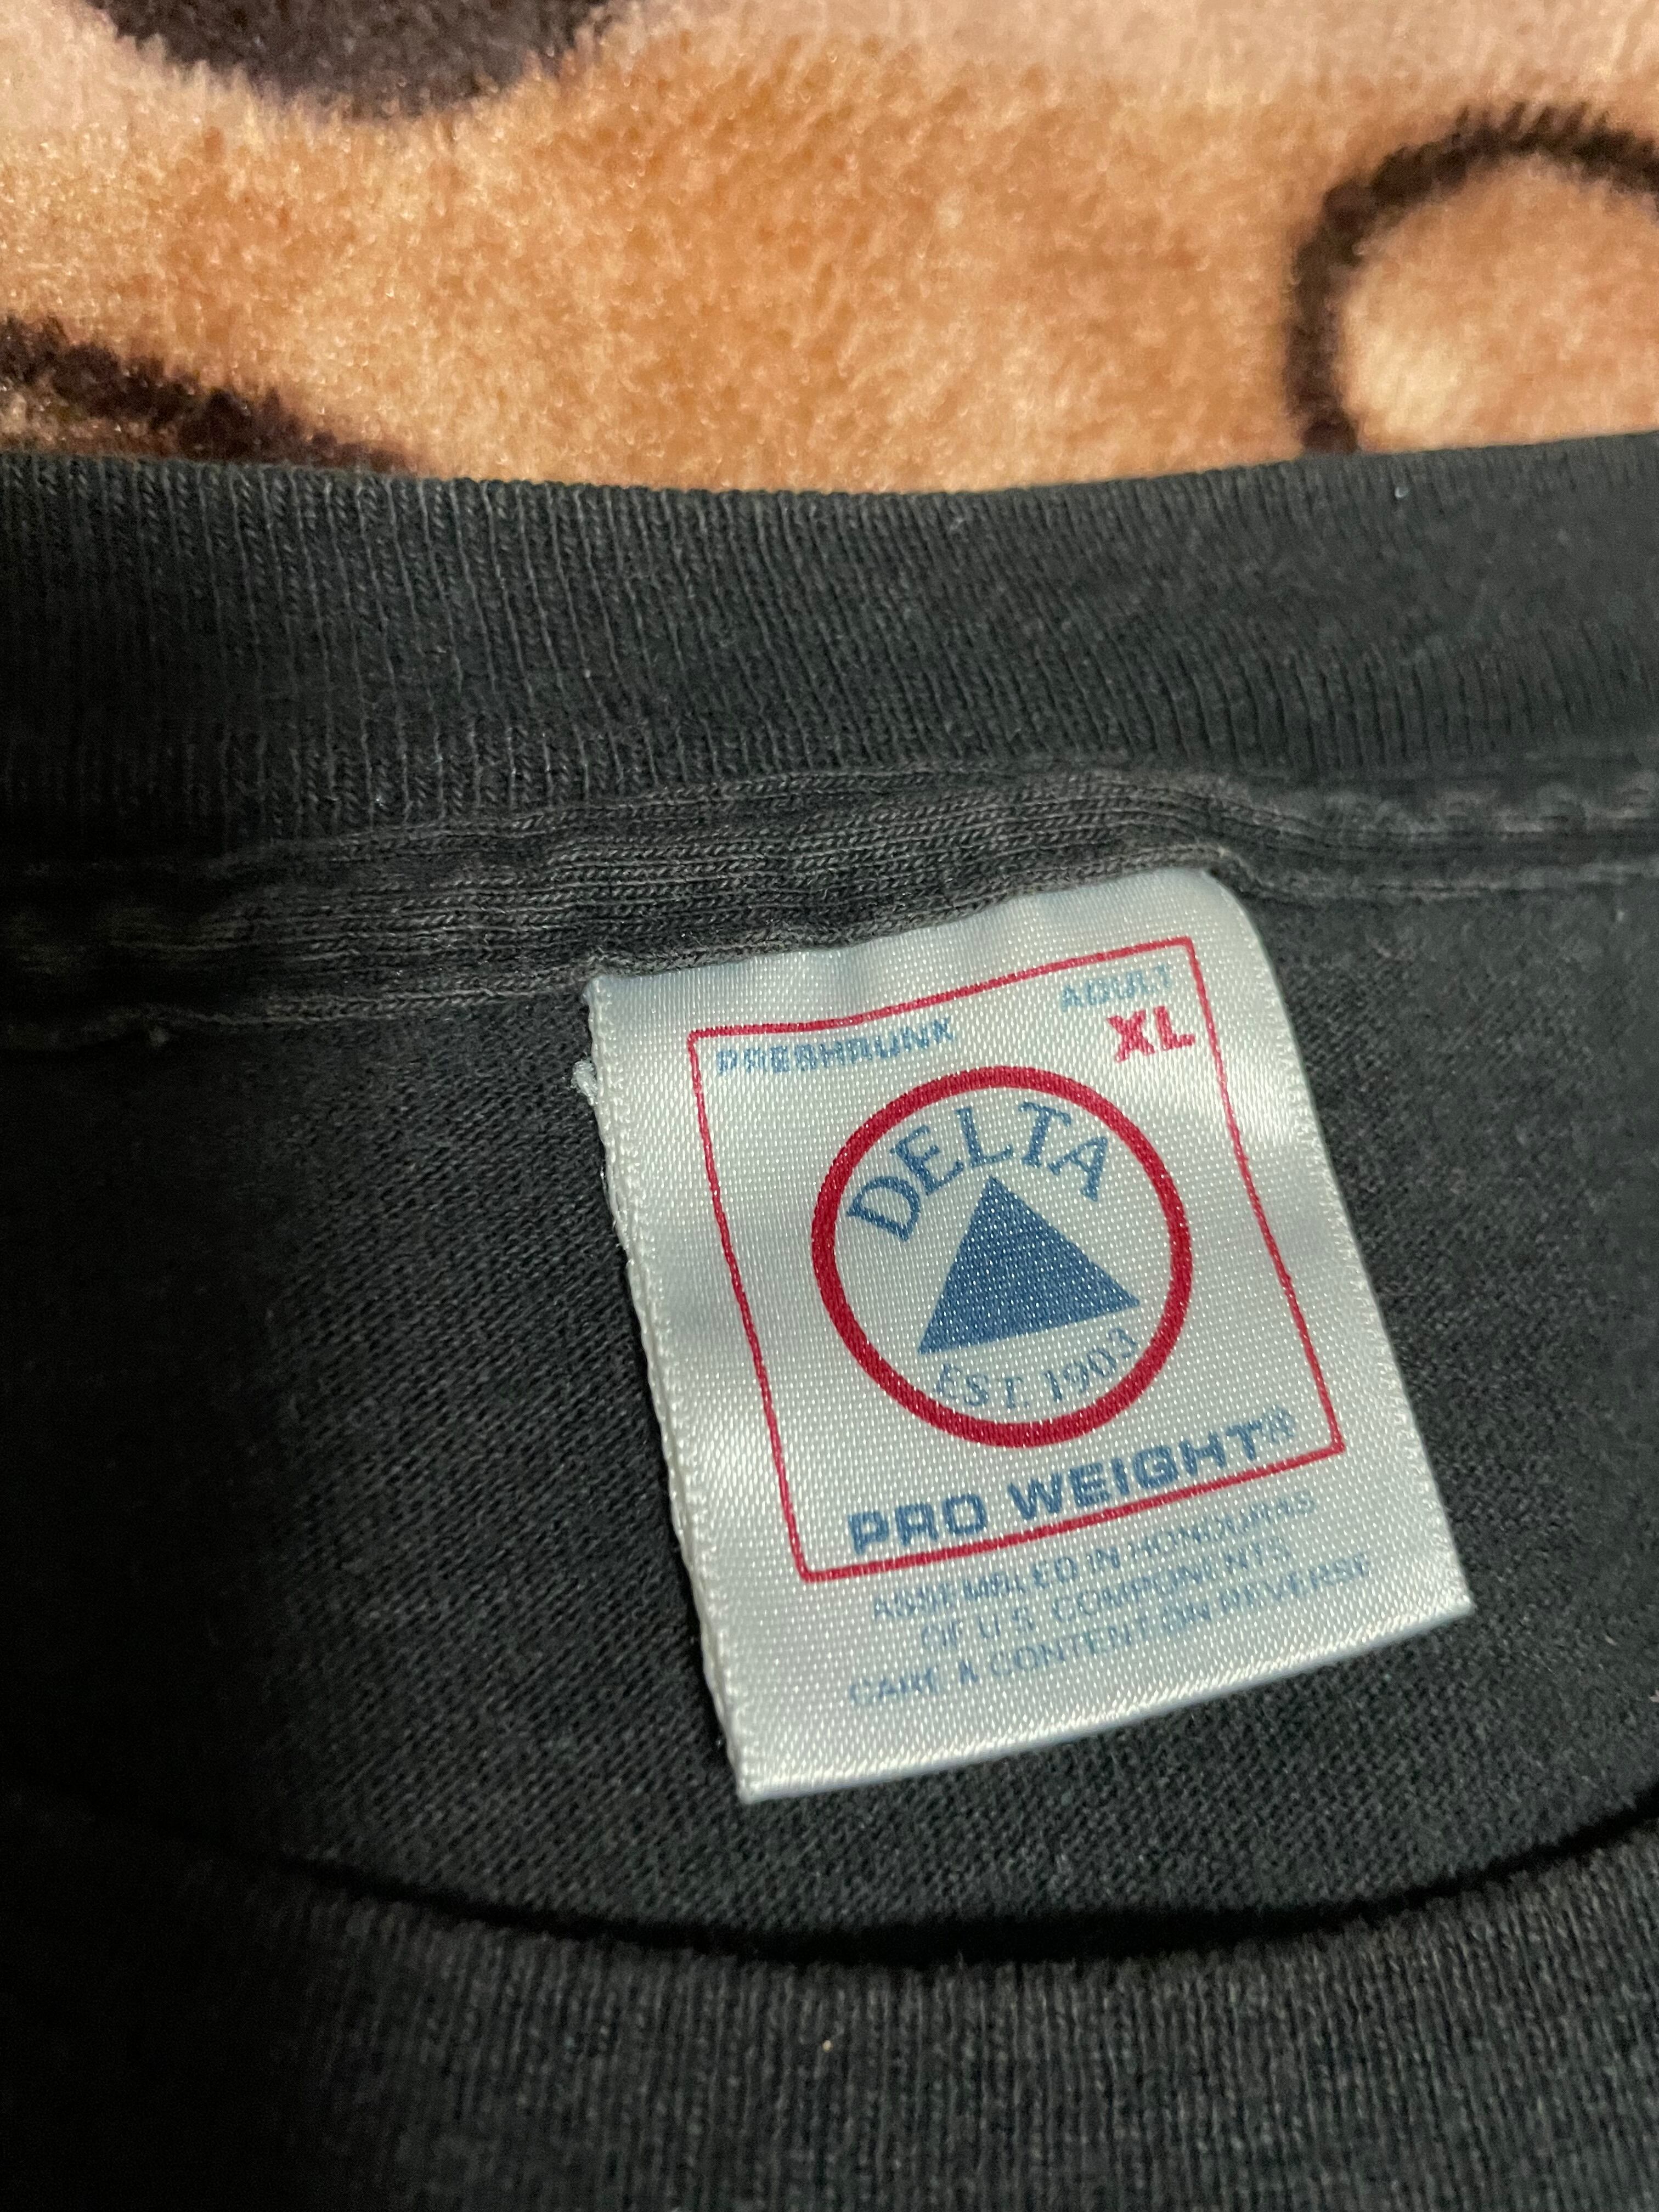 PRESHRUNK
ADULT
XL
DELTA
EST. 1903
PRO WEIGHT®
ASSEMBLED IN HONDURAS
OF U.S. COMPONENTS
CARE & CONTENT ON REVERSE